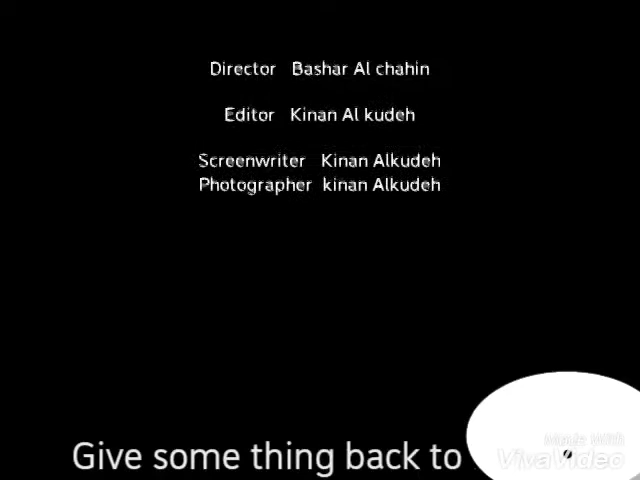 Director Bashar Al chahin
Editor Kinan Al kudeh
Screenwriter Kinan Alkudeh
Photographer kinan Alkudeh
Give some thing back to
Made With
VivaVideo